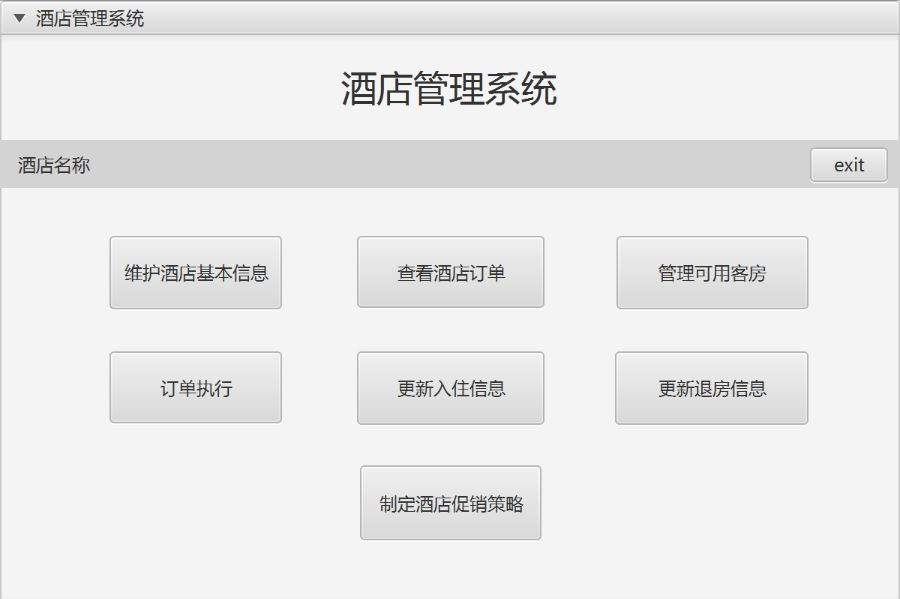 酒店管理系统
酒店管理系统
酒店名称 exit
维护酒店基本信息 查看酒店订单 管理可用客房
订单执行 更新入住信息 更新退房信息
制定酒店促销策略